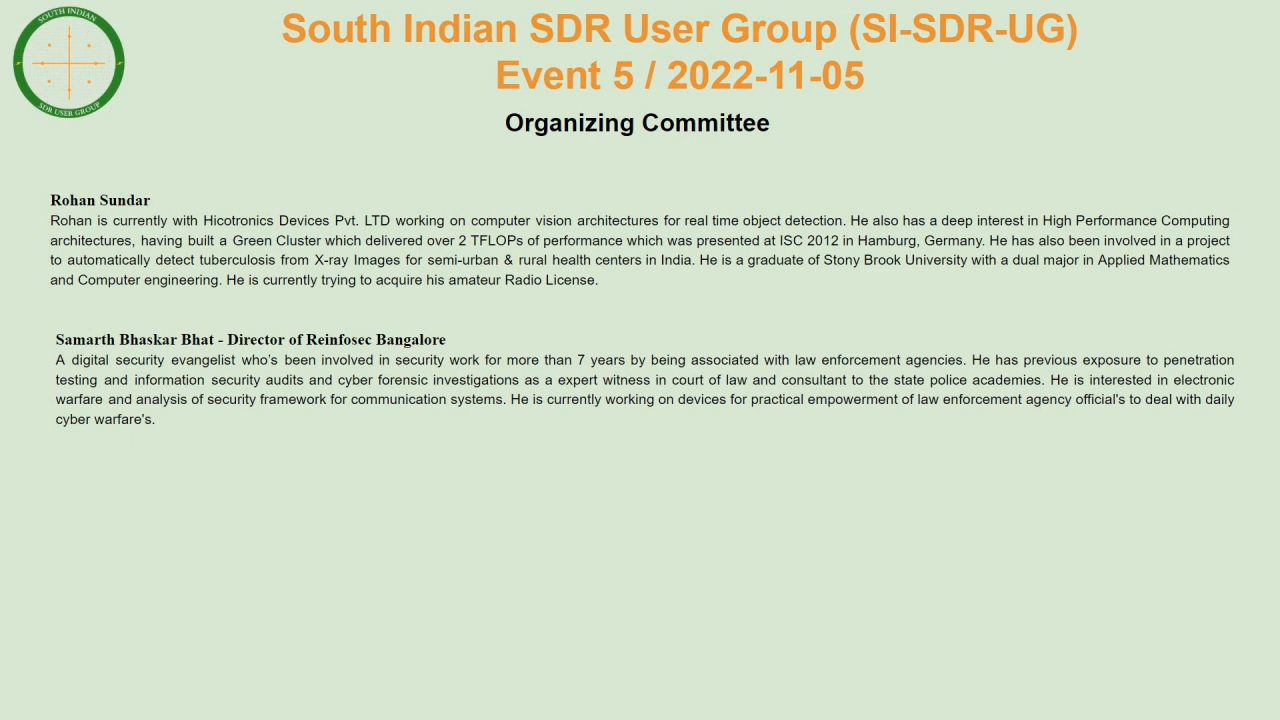 SOUTH INDIAN
SDR USER GROUP
South Indian SDR User Group (SI-SDR-UG)
Event 5 / 2022-11-05
Organizing Committee
Rohan Sundar
Rohan is currently with Hicotronics Devices Pvt. LTD working on computer vision architectures for real time object detection. He also has a deep interest in High Performance Computing
architectures, having built a Green Cluster which delivered over 2 TFLOPs of performance which was presented at ISC 2012 in Hamburg, Germany. He has also been involved in a project
to automatically detect tuberculosis from X-ray Images for semi-urban & rural health centers in India. He is a graduate of Stony Brook University with a dual major in Applied Mathematics
and Computer engineering. He is currently trying to acquire his amateur Radio License.
Samarth Bhaskar Bhat - Director of Reinfosec Bangalore
A digital security evangelist who’s been involved in security work for more than 7 years by being associated with law enforcement agencies. He has previous exposure to penetration
testing and information security audits and cyber forensic investigations as a expert witness in court of law and consultant to the state police academies. He is interested in electronic
warfare and analysis of security framework for communication systems. He is currently working on devices for practical empowerment of law enforcement agency official's to deal with daily
cyber warfare's.